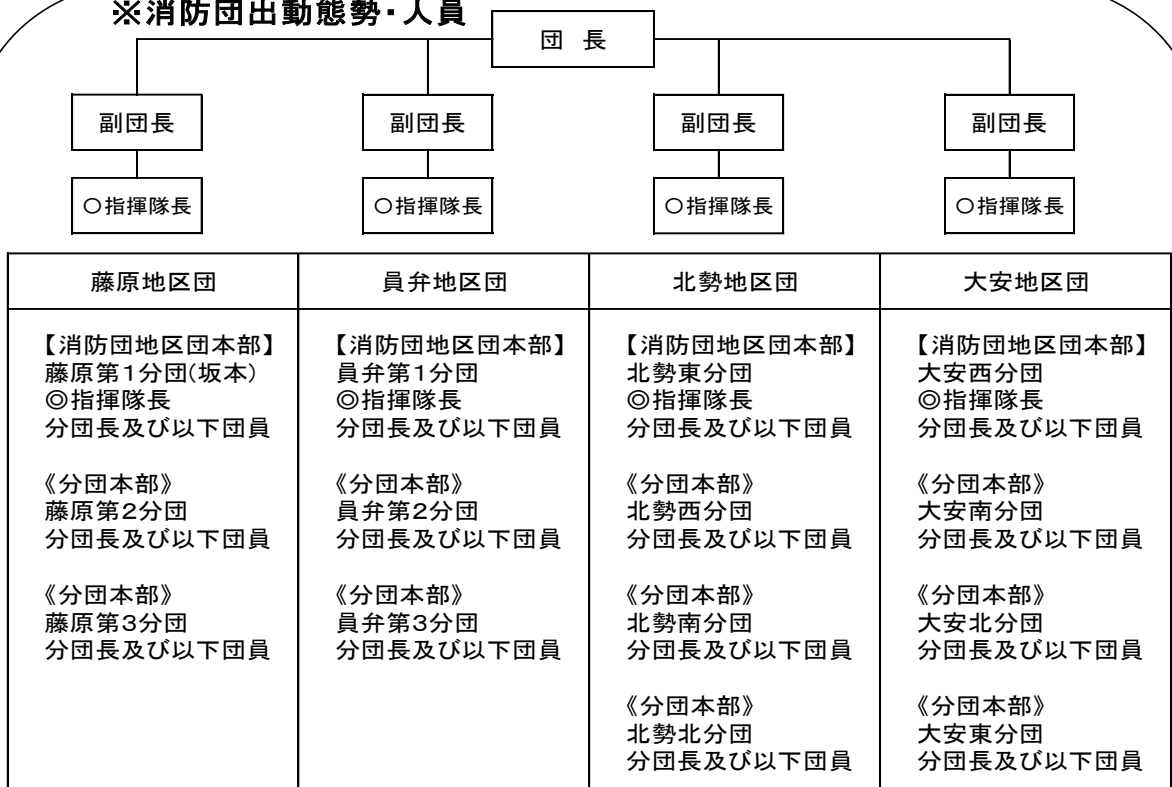 ※消防団出動態勢・人員
団 長
副団長
副団長
副団長
副団長
○指揮隊長
○指揮隊長
○指揮隊長
○指揮隊長
藤原地区団
員弁地区団
北勢地区団
大安地区団
【消防団地区団本部】
藤原第1分団(坂本)
◎指揮隊長
分団長及び以下団員
《分団本部》
藤原第2分団
分団長及び以下団員
《分団本部》
藤原第3分団
分団長及び以下団員
【消防団地区団本部】
員弁第1分団
◎指揮隊長
分団長及び以下団員
《分団本部》
員弁第2分団
分団長及び以下団員
《分団本部》
員弁第3分団
分団長及び以下団員
【消防団地区団本部】
北勢東分団
◎指揮隊長
分団長及び以下団員
《分団本部》
北勢西分団
分団長及び以下団員
《分団本部》
北勢南分団
分団長及び以下団員
《分団本部》
北勢北分団
分団長及び以下団員
【消防団地区団本部】
大安西分団
◎指揮隊長
分団長及び以下団員
《分団本部》
大安南分団
分団長及び以下団員
《分団本部》
大安北分団
分団長及び以下団員
《分団本部》
大安東分団
分団長及び以下団員